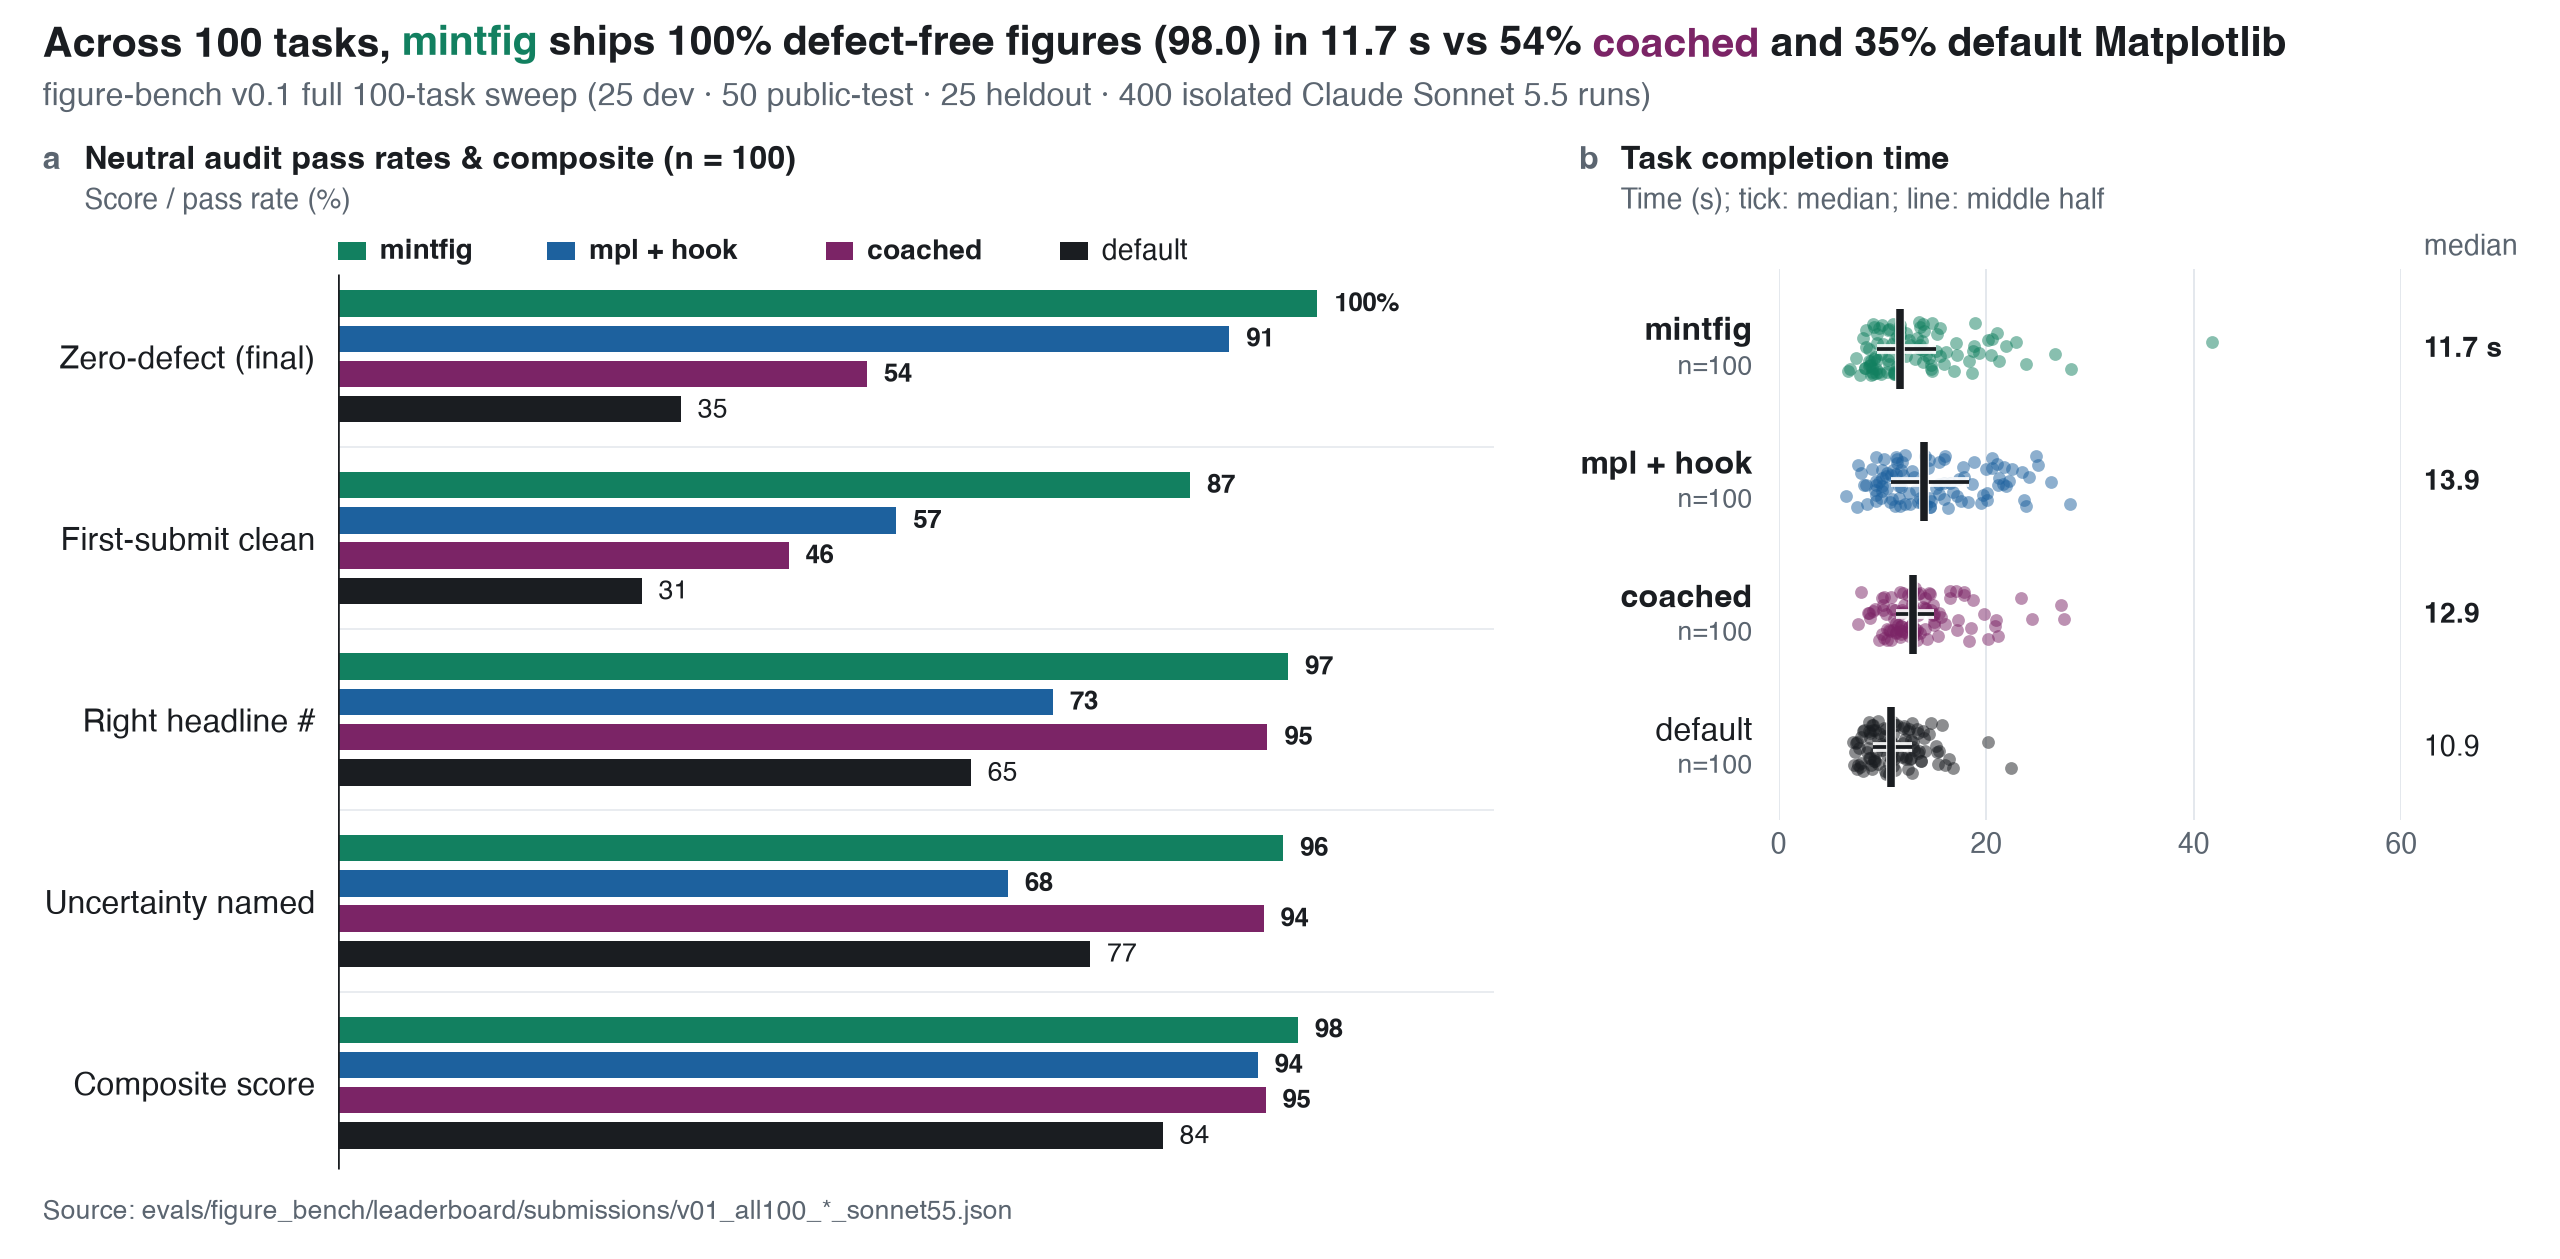 Across 100 tasks, mintfig ships 100% defect-free figures (98.0) in 11.7 s vs 54% coached and 35% default Matplotlib
figure-bench v0.1 full 100-task sweep (25 dev · 50 public-test · 25 heldout · 400 isolated Claude Sonnet 5.5 runs)
a Neutral audit pass rates & composite (n = 100)
Score / pass rate (%)
mintfig mpl + hook coached default
Zero-defect (final)
100%
91
54
35
First-submit clean
87
57
46
31
Right headline #
97
73
95
65
Uncertainty named
96
68
94
77
Composite score
98
94
95
84
b Task completion time
Time (s); tick: median; line: middle half
median
mintfig
n=100
11.7 s
mpl + hook
n=100
13.9
coached
n=100
12.9
default
n=100
10.9
0 20 40 60
Source: evals/figure_bench/leaderboard/submissions/v01_all100_*_sonnet55.json